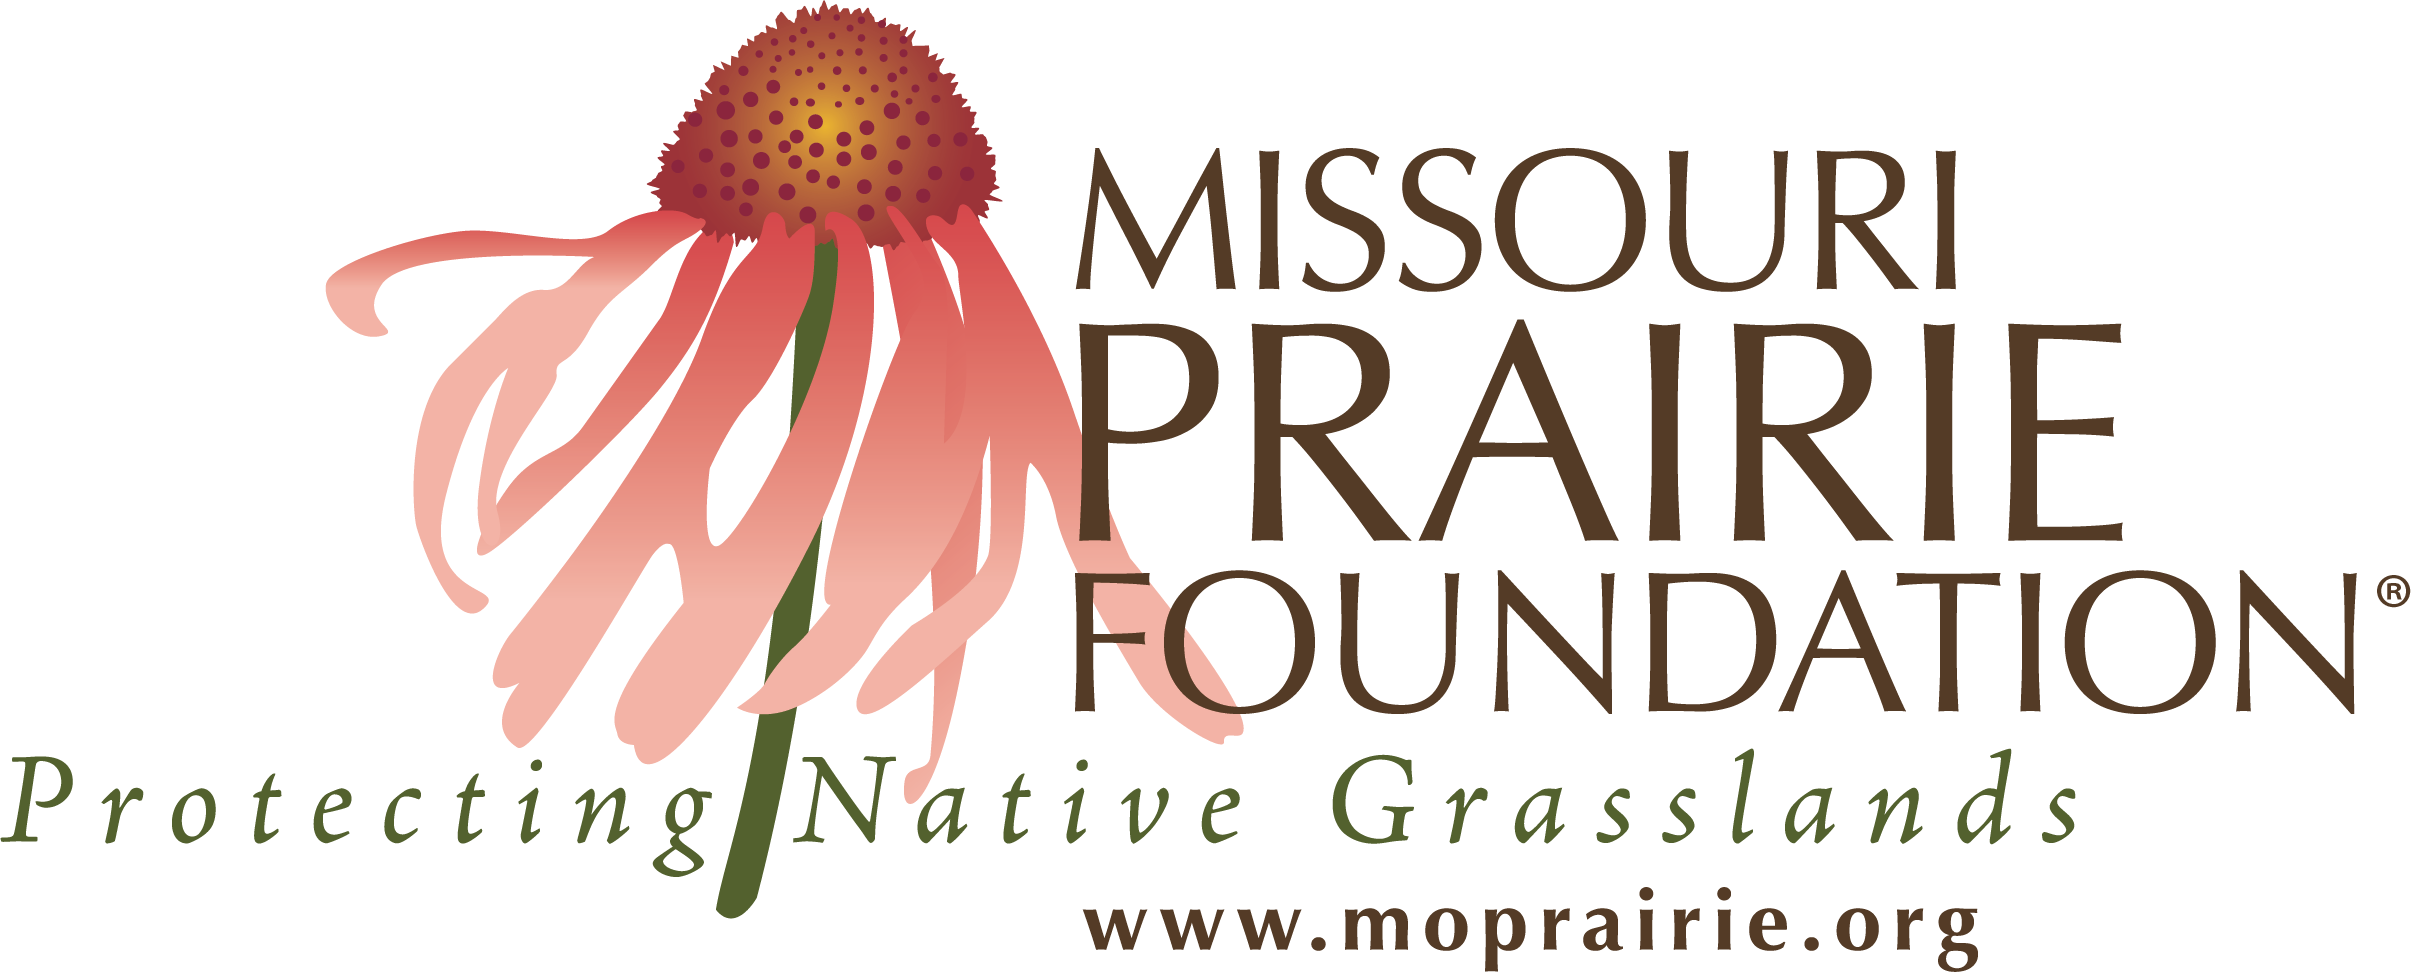 MISSOURI
PRAIRIE
FOUNDATION®
Protecting Native Grasslands
www.moprairie.org